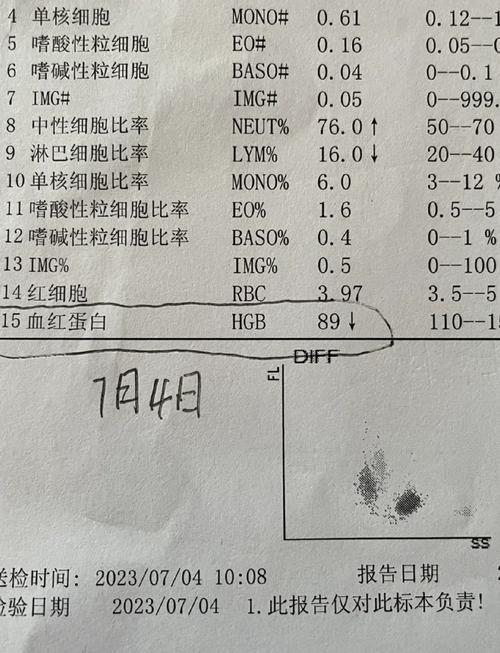 4 单核细胞 MONO# 0.61 0.12--1
5 嗜酸性粒细胞 EO# 0.16 0.05--0
6 嗜碱性粒细胞 BASO# 0.04 0--0.1
7 IMG# IMG# 0.05 0--999.
8 中性细胞比率 NEUT% 76.0↑ 50--70
9 淋巴细胞比率 LYM% 16.0↓ 20--40
10 单核细胞比率 MONO% 6.0 3--12 %
11 嗜酸性粒细胞比率 EO% 1.6 0.5--5
12 嗜碱性粒细胞比率 BASO% 0.4 0--1 %
13 IMG% IMG% 0.5 0--100
14 红细胞 RBC 3.97 3.5--5
15 血红蛋白 HGB 89↓ 110--15
DIFF
FL
7月4日
SS
送检时间: 2023/07/04 10:08 报告日期
检验日期 2023/07/04 1.此报告仅对此标本负责!